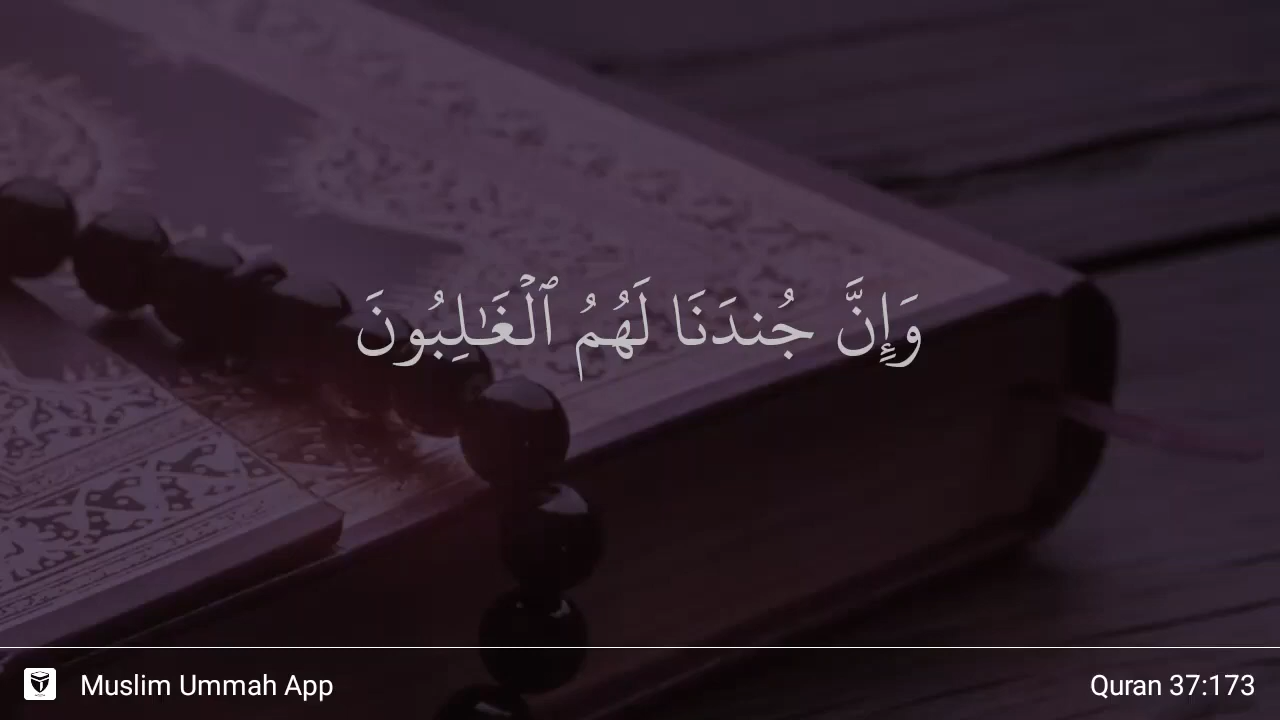 وَإِنَّ جُندَنَا لَهُمُ ٱلْغَـٰلِبُونَ
Muslim Ummah App
Quran 37:173